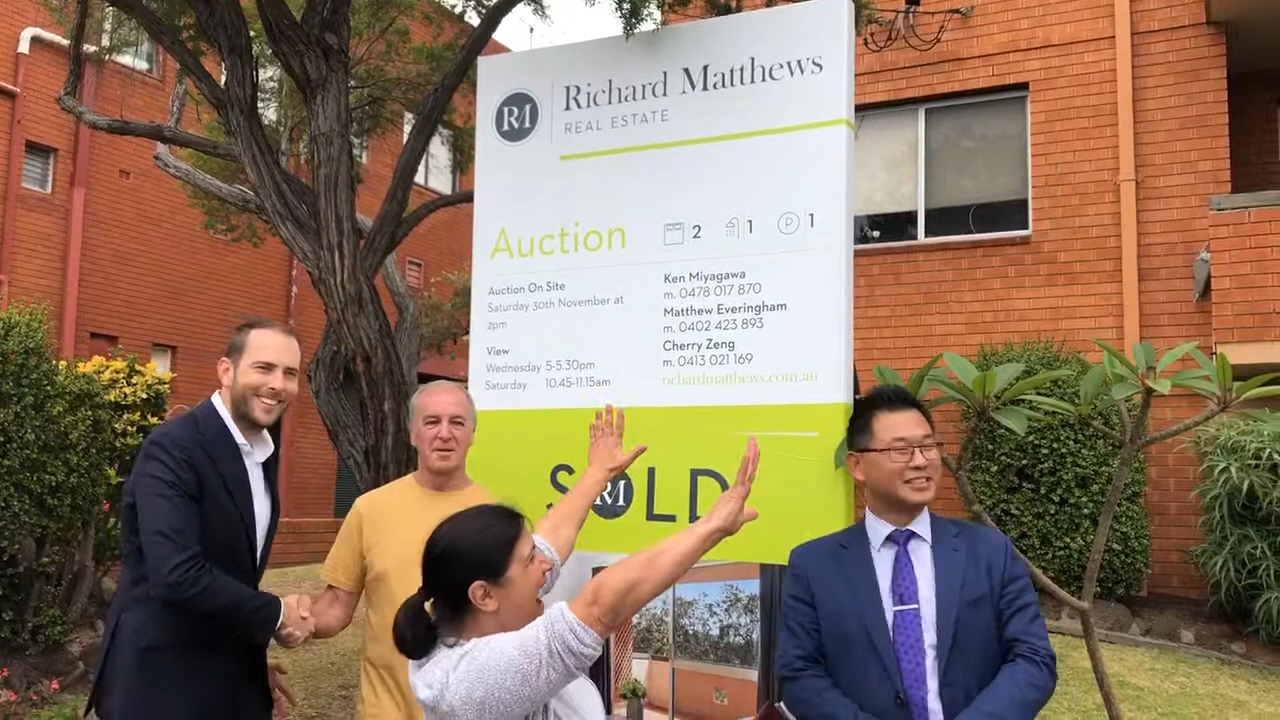 RM
Richard Matthews
REAL ESTATE
Auction
2 1 P 1
Auction On Site
Saturday 30th November at
2pm
View
Wednesday 5-5.30pm
Saturday 10.45-11.15am
Ken Miyagawa
m. 0478 017 870
Matthew Everingham
m. 0402 423 893
Cherry Zeng
m. 0413 021 169
richardmatthews.com.au
SOLD
RM